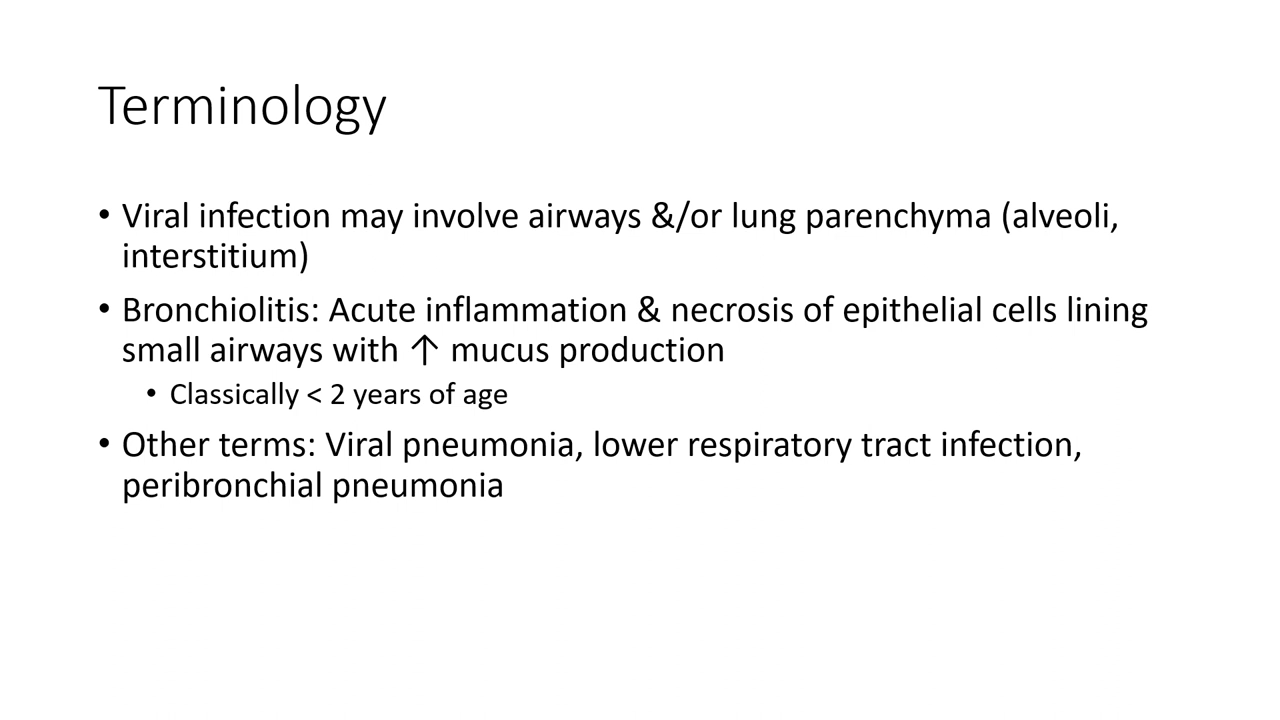 Terminology
• Viral infection may involve airways &/or lung parenchyma (alveoli,
interstitium)
• Bronchiolitis: Acute inflammation & necrosis of epithelial cells lining
small airways with ↑ mucus production
• Classically < 2 years of age
• Other terms: Viral pneumonia, lower respiratory tract infection,
peribronchial pneumonia